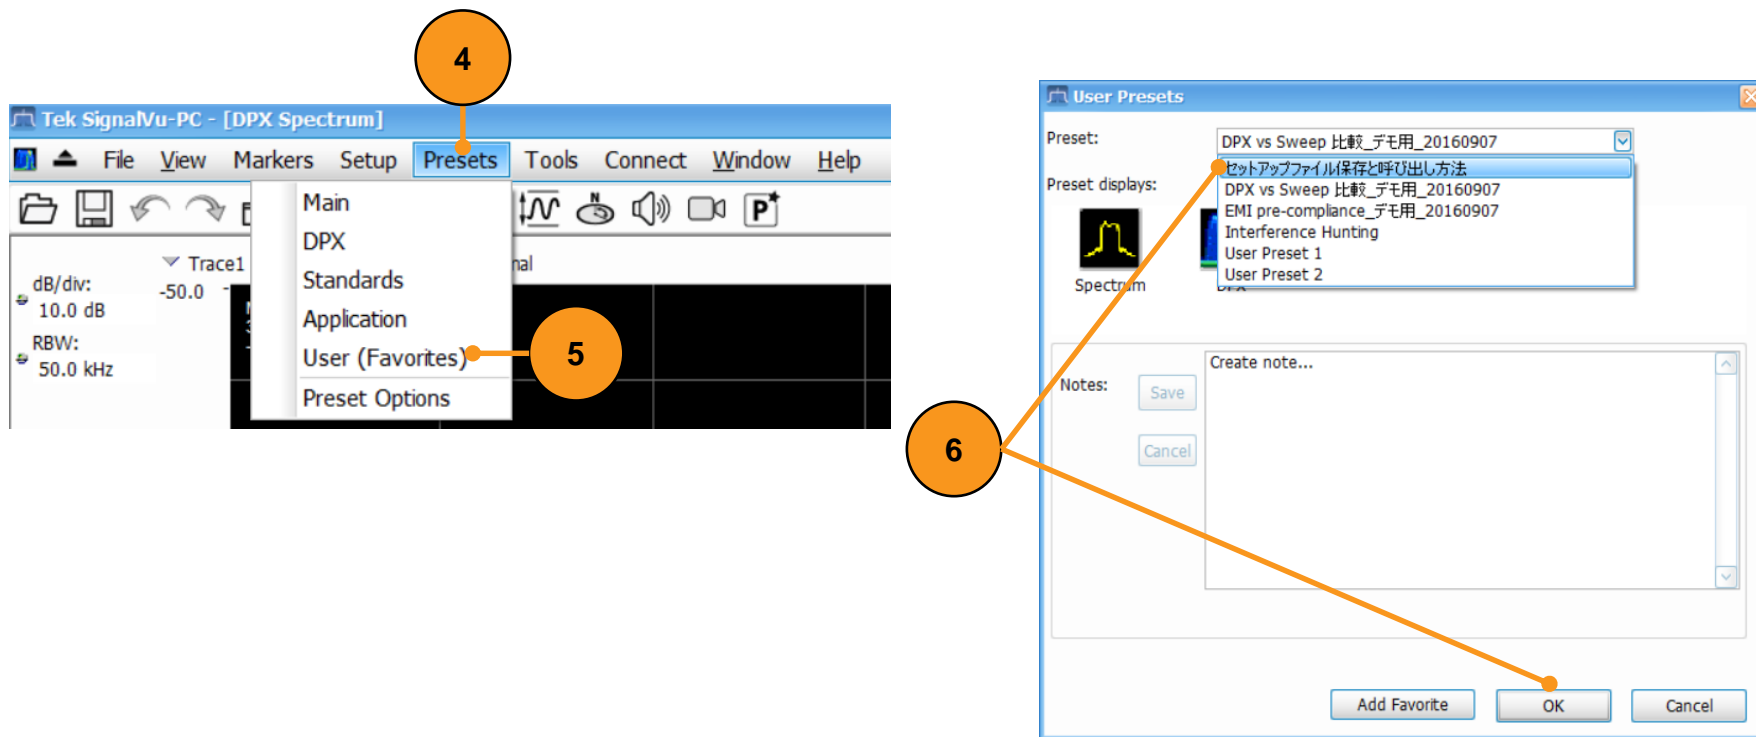 4
Tek SignalVu-PC - [DPX Spectrum]
File View Markers Setup Presets Tools Connect Window Help
Main
DPX
Standards
Application
User (Favorites)
Preset Options
N
P
Trace1
nal
dB/div:
10.0 dB
-50.0
RBW:
50.0 kHz
5
User Presets
Preset:
DPX vs Sweep 比較_デモ用_20160907
セットアップファイル保存と呼び出し方法
DPX vs Sweep 比較_デモ用_20160907
EMI pre-compliance_デモ用_20160907
Interference Hunting
User Preset 1
User Preset 2
Preset displays:
Spectrum
DPX
Notes:
Save
Cancel
Create note...
6
Add Favorite
OK
Cancel